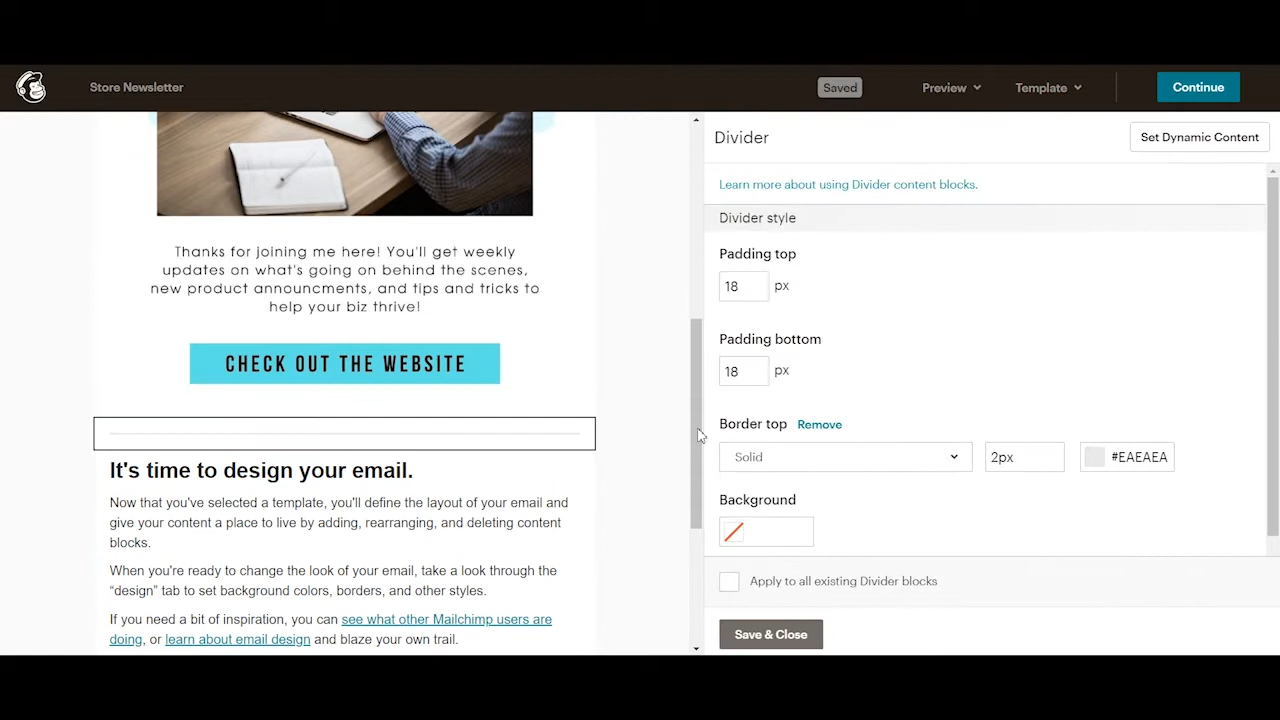 Store Newsletter
Saved
Preview
Template
Continue
Thanks for joining me here! You'll get weekly
updates on what's going on behind the scenes,
new product announcments, and tips and tricks to
help your biz thrive!
CHECK OUT THE WEBSITE
It's time to design your email.
Now that you've selected a template, you'll define the layout of your email and
give your content a place to live by adding, rearranging, and deleting content
blocks.
When you're ready to change the look of your email, take a look through the
“design” tab to set background colors, borders, and other styles.
If you need a bit of inspiration, you can see what other Mailchimp users are
doing, or learn about email design and blaze your own trail.
Divider
Set Dynamic Content
Learn more about using Divider content blocks.
Divider style
Padding top
18 px
Padding bottom
18 px
Border top Remove
Solid 2px #EAEAEA
Background
Apply to all existing Divider blocks
Save & Close